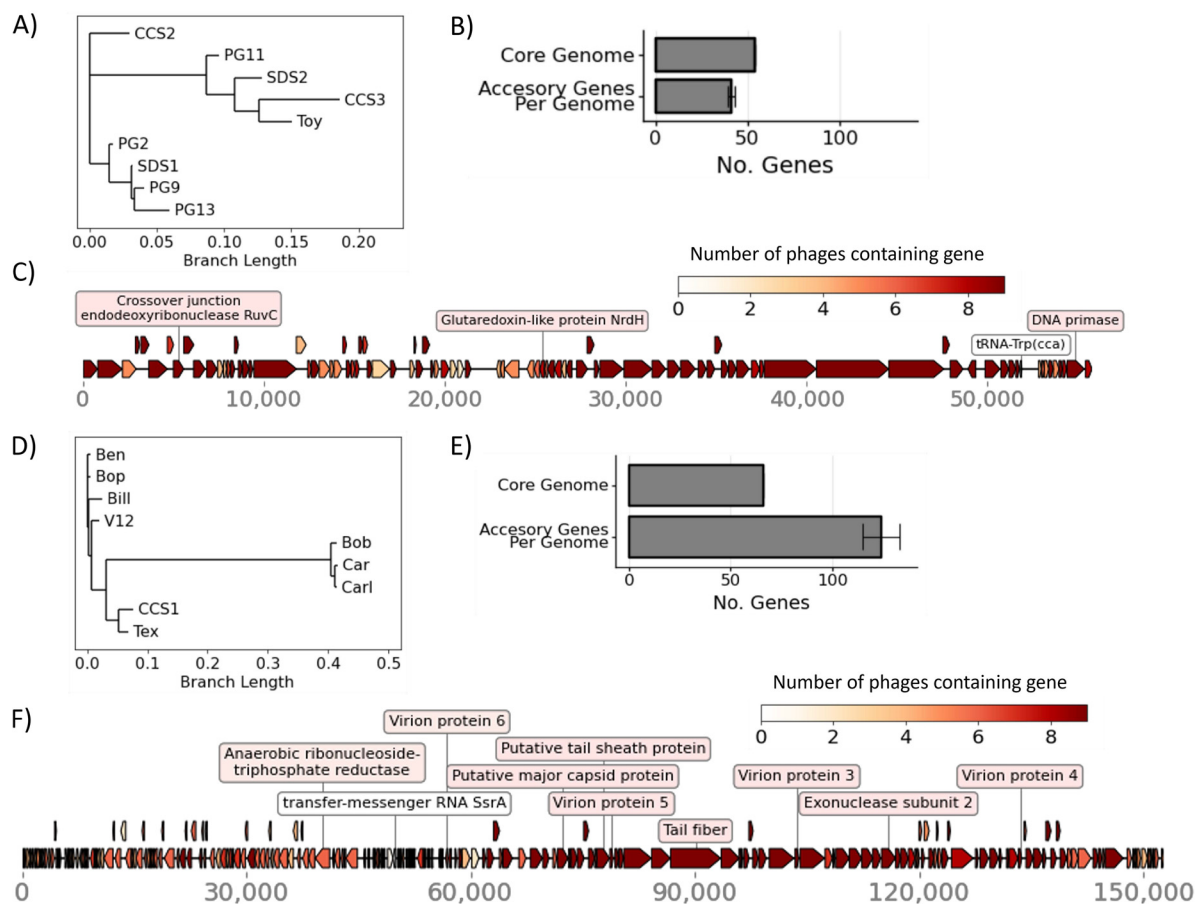 A)
CCS2
PG11
SDS2
CCS3
Toy
PG2
SDS1
PG9
PG13
0.00 0.05 0.10 0.15 0.20
Branch Length
B)
Core Genome
Accesory Genes
Per Genome
0 50 100
No. Genes
C)
Number of phages containing gene
0 2 4 6 8
Crossover junction
endodeoxyribonuclease RuvC
Glutaredoxin-like protein NrdH
DNA primase
tRNA-Trp(cca)
0 10,000 20,000 30,000 40,000 50,000
D)
Ben
Bop
Bill
V12
Bob
Car
Carl
CCS1
Tex
0.0 0.1 0.2 0.3 0.4 0.5
Branch Length
E)
Core Genome
Accesory Genes
Per Genome
0 50 100
No. Genes
F)
Number of phages containing gene
0 2 4 6 8
Virion protein 6
Anaerobic ribonucleoside-
triphosphate reductase
Putative tail sheath protein
Putative major capsid protein
Virion protein 3
Virion protein 4
transfer-messenger RNA SsrA
Virion protein 5
Exonuclease subunit 2
Tail fiber
0 30,000 60,000 90,000 120,000 150,000